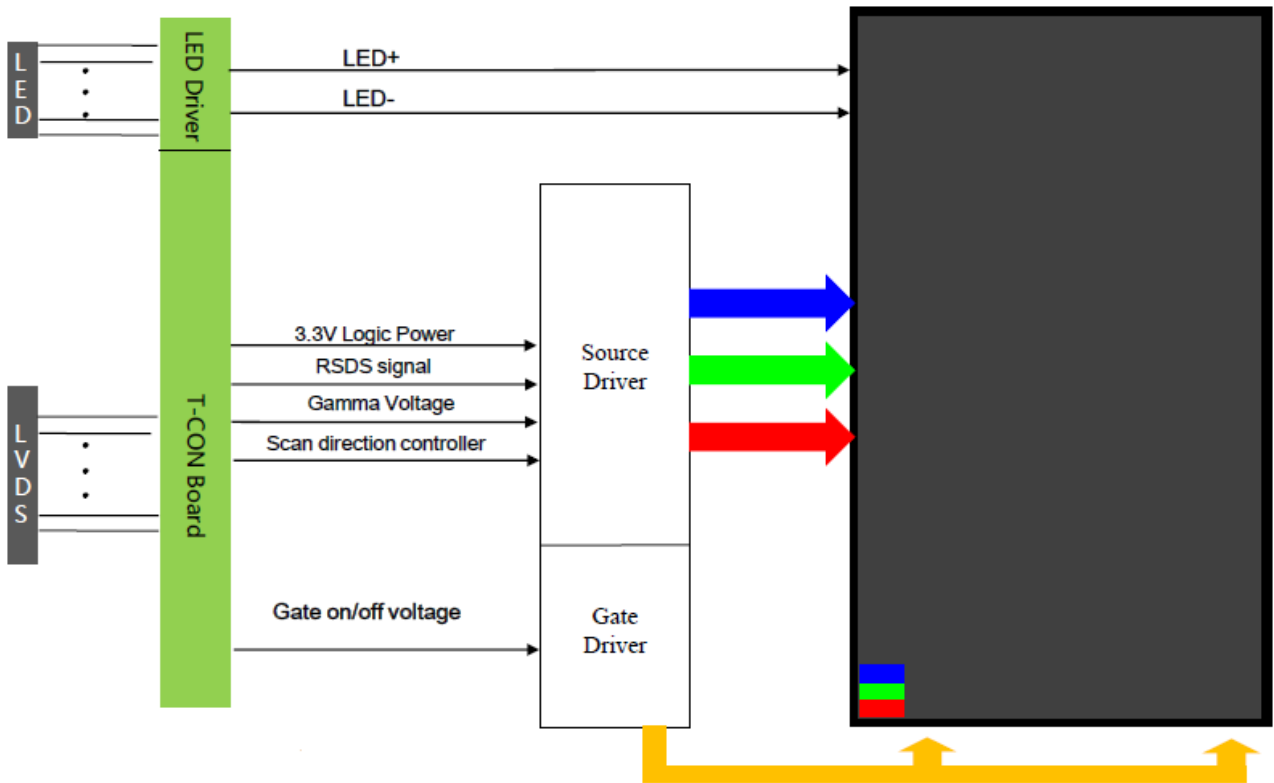 LED
LED Driver
LED+
LED-
3.3V Logic Power
RSDS signal
Gamma Voltage
Scan direction controller
Source
Driver
LVDS
T-CON Board
Gate on/off voltage
Gate
Driver